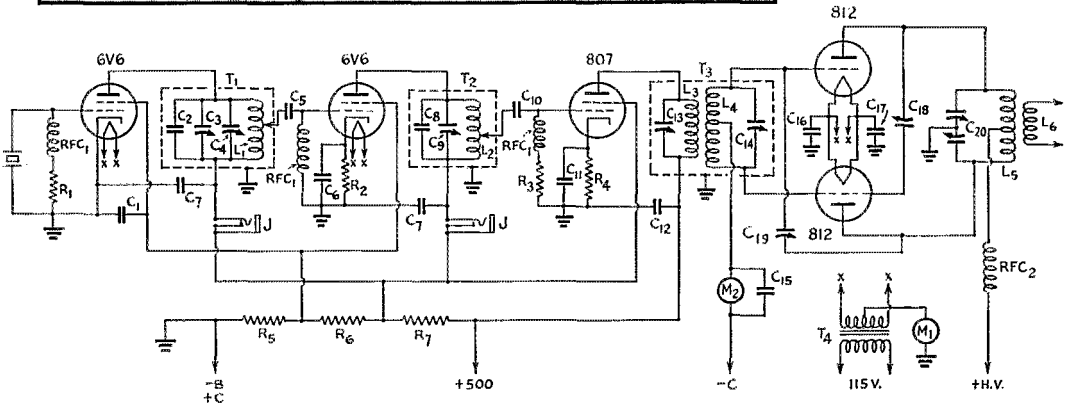 6V6
6V6
807
812
T1
T2
T3
C2
C3
C4
L1
C5
C8
C9
L2
C10
L3
L4
C13
C14
C16
C17
C18
C20
L6
L5
RFC1
R1
RFC1
C6
R2
RFC1
R3
C11
R4
x x
x x
x x
C1
C7
J
C7
J
C12
C19
812
M2
C15
x x
RFC2
T4
M1
R5
R6
R7
-B
+C
+500
-C
115 V.
+H.V.